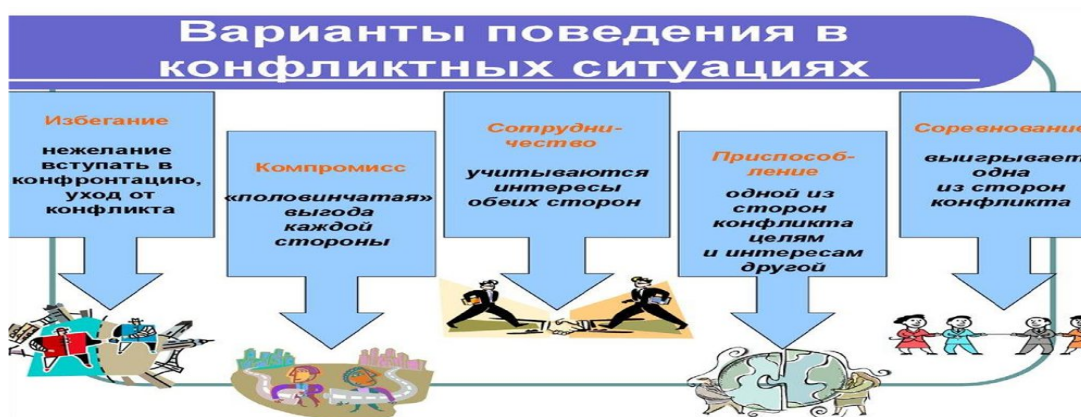 Варианты поведения в
конфликтных ситуациях
Избегание
нежелание
вступать в
конфронтацию,
уход от
конфликта
Компромисс
«половинчатая»
выгода
каждой
стороны
Сотрудни-
чество
учитываются
интересы
обеих сторон
Приспособ-
ление
одной из
сторон
конфликта
целям
и интересам
другой
Соревнование
выигрывает
одна
из сторон
конфликта